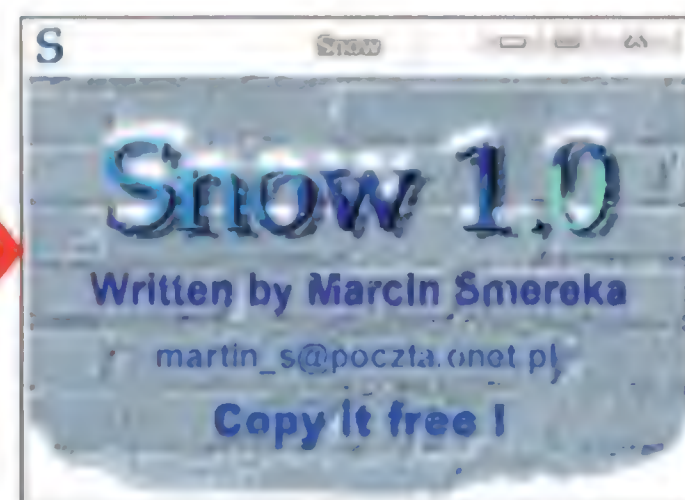 S Snow
Snow 1.0
Written by Marcin Smereka
martin_s@poczta.onet.pl
Copy it free !